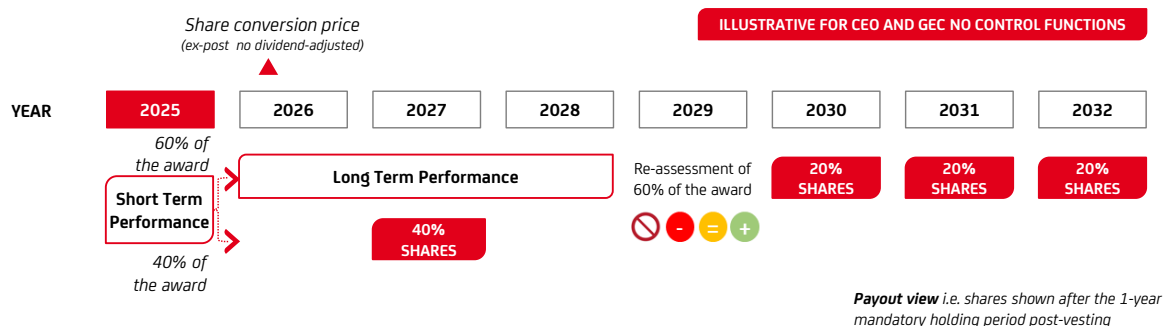 Share conversion price
(ex-post no dividend-adjusted)
ILLUSTRATIVE FOR CEO AND GEC NO CONTROL FUNCTIONS
YEAR
2025
2026
2027
2028
2029
2030
2031
2032
60% of
the award
Short Term
Performance
40% of
the award
Long Term Performance
40%
SHARES
Re-assessment of
60% of the award
- = +
20%
SHARES
20%
SHARES
20%
SHARES
Payout view i.e. shares shown after the 1-year
mandatory holding period post-vesting